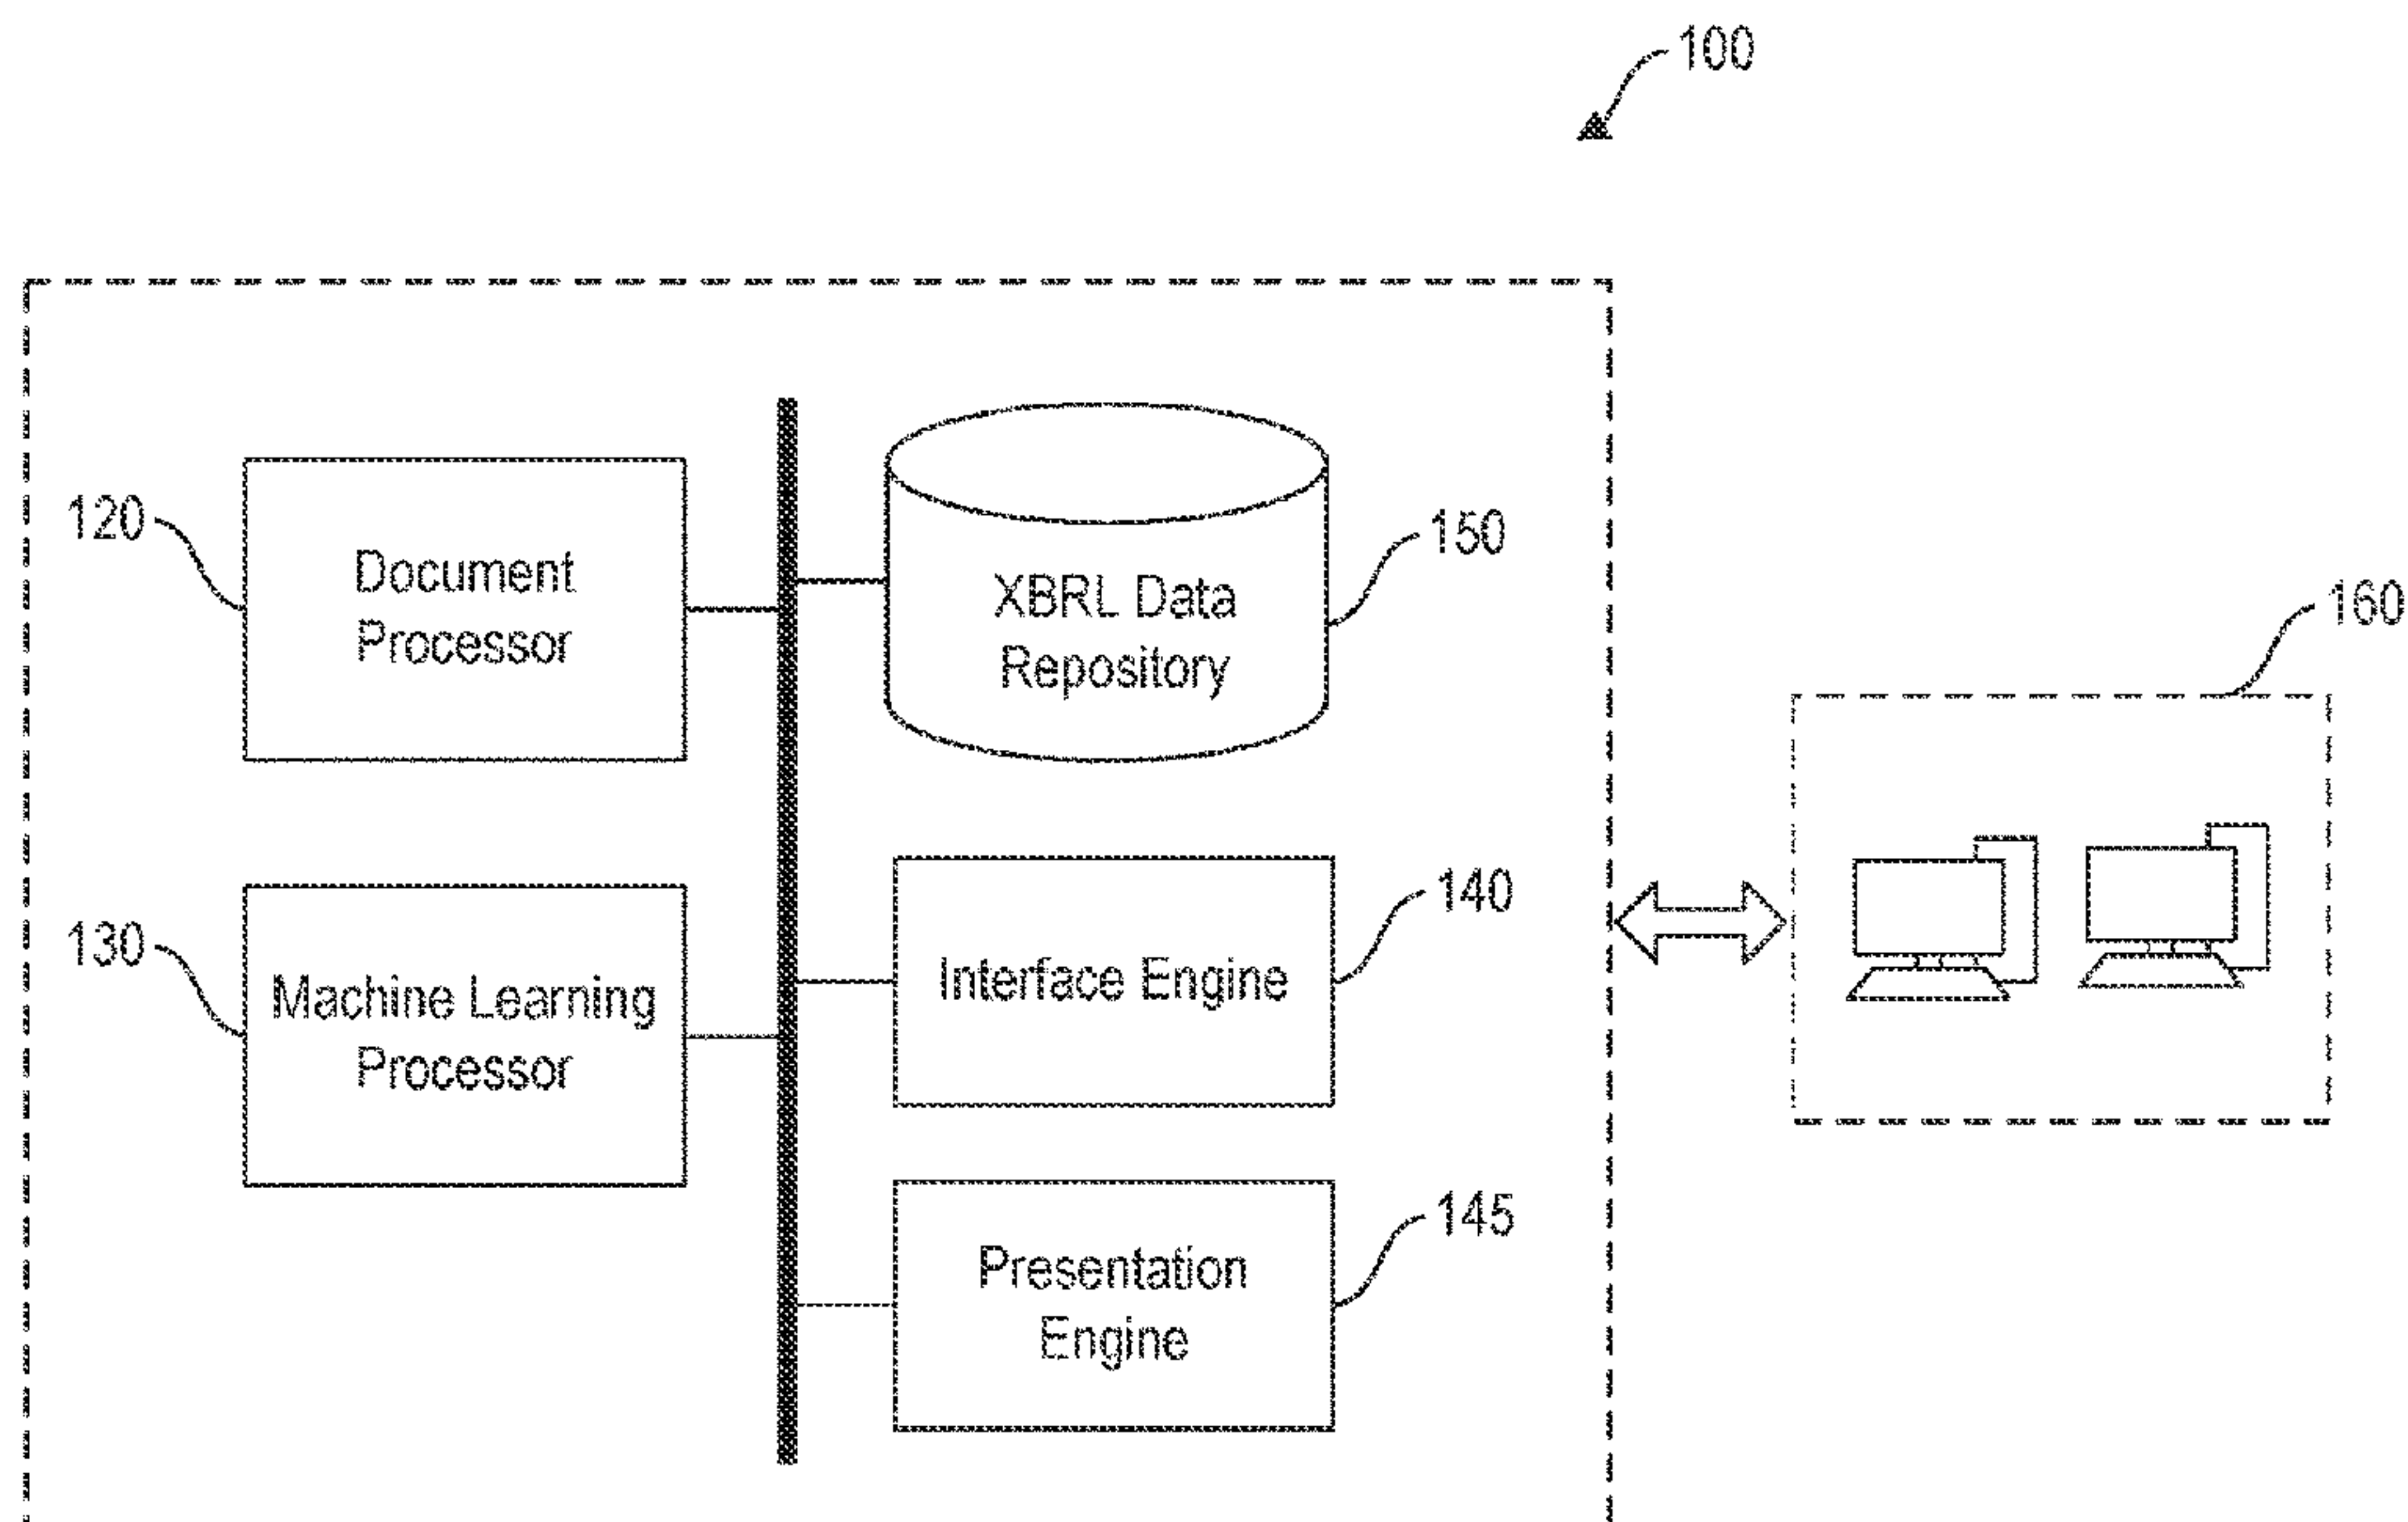 100
120
Document
Processor
XBRL Data
Repository
150
160
130
Machine Learning
Processor
Interface Engine
140
Presentation
Engine
145